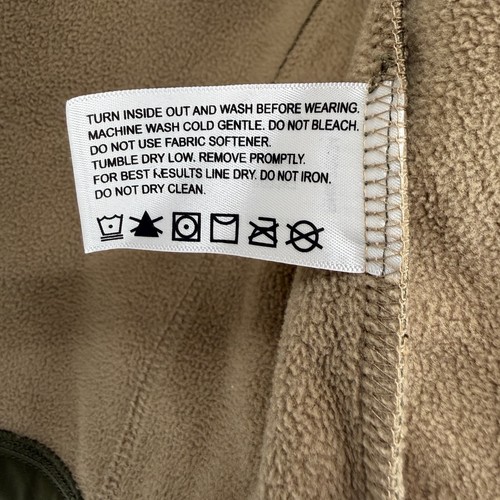 TURN INSIDE OUT AND WASH BEFORE WEARING.
MACHINE WASH COLD GENTLE. DO NOT BLEACH.
DO NOT USE FABRIC SOFTENER.
TUMBLE DRY LOW. REMOVE PROMPTLY.
FOR BEST RESULTS LINE DRY. DO NOT IRON.
DO NOT DRY CLEAN.